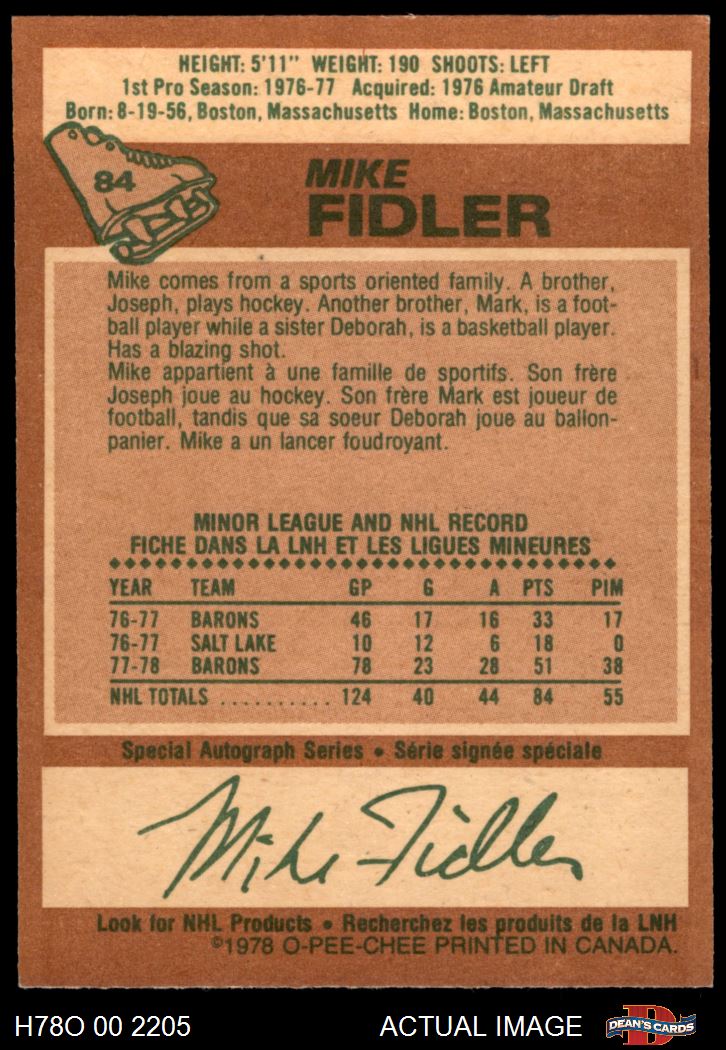 HEIGHT: 5'11" WEIGHT: 190 SHOOTS: LEFT
1st Pro Season: 1976-77 Acquired: 1976 Amateur Draft
Born: 8-19-56, Boston, Massachusetts Home: Boston, Massachusetts
84
MIKE
FIDLER
Mike comes from a sports oriented family. A brother,
Joseph, plays hockey. Another brother, Mark, is a foot-
ball player while a sister Deborah, is a basketball player.
Has a blazing shot.
Mike appartient à une famille de sportifs. Son frère
Joseph joue au hockey. Son frère Mark est joueur de
football, tandis que sa soeur Deborah joue au ballon-
panier. Mike a un lancer foudroyant.
MINOR LEAGUE AND NHL RECORD
FICHE DANS LA LNH ET LES LIGUES MINEURES
YEAR TEAM GP G A PTS PIM
76-77 BARONS 46 17 16 33 17
76-77 SALT LAKE 10 12 6 18 0
77-78 BARONS 78 23 28 51 38
NHL TOTALS .......... 124 40 44 84 55
Special Autograph Series • Série signée spéciale
Mike Fidler
Look for NHL Products • Recherchez les produits de la LNH
©1978 O-PEE-CHEE PRINTED IN CANADA.
H78O 00 2205 ACTUAL IMAGE DEAN'S CARDS